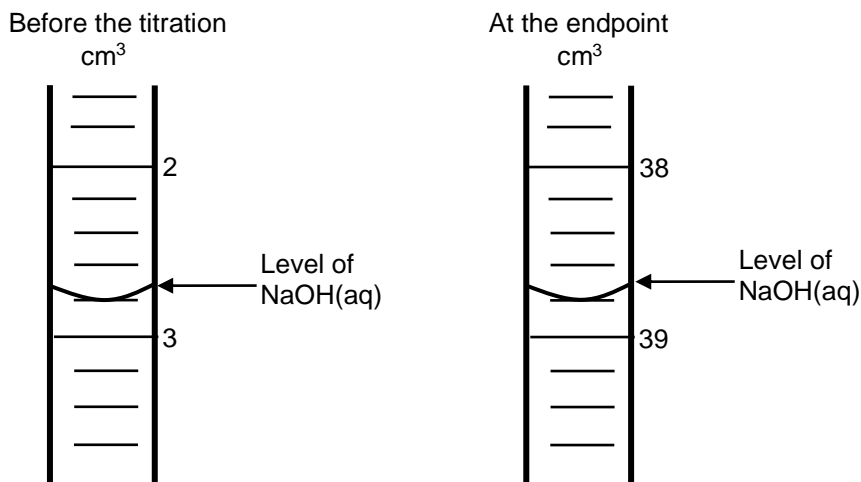 Before the titration
cm³
2
Level of
NaOH(aq)
3
At the endpoint
cm³
38
Level of
NaOH(aq)
39